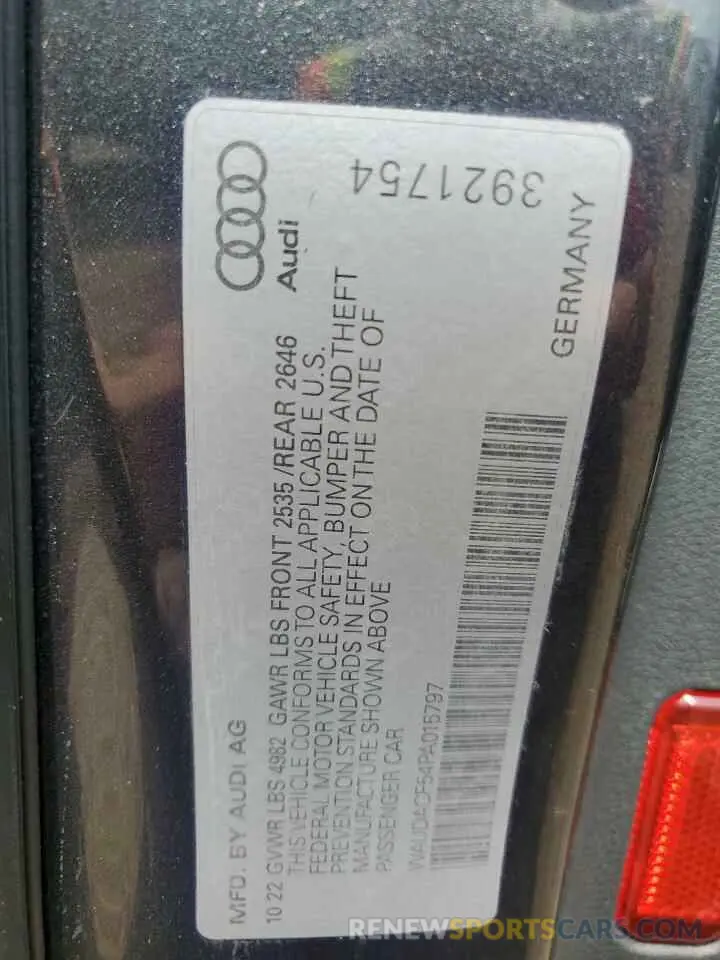 3921754
Audi
GERMANY
MFD. BY AUDI AG
10 22 GVWR LBS 4982 GAWR LBS FRONT 2535 /REAR 2646
THIS VEHICLE CONFORMS TO ALL APPLICABLE U.S.
FEDERAL MOTOR VEHICLE SAFETY, BUMPER AND THEFT
PREVENTION STANDARDS IN EFFECT ON THE DATE OF
MANUFACTURE SHOWN ABOVE
PASSENGER CAR
WAUDACF54PA015797
RENEWSPORTSCARS.COM